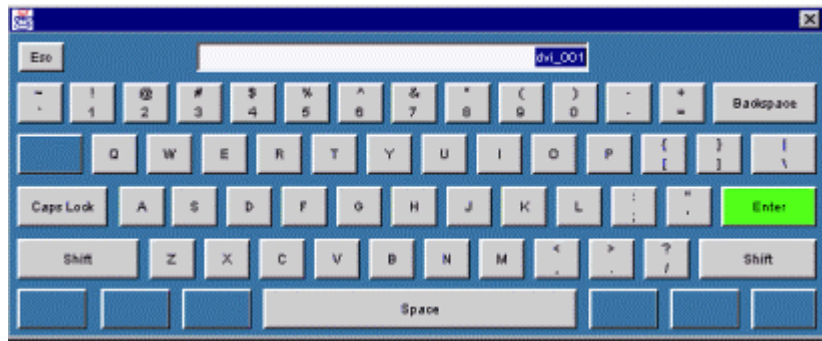 Esc dvi_001
~ ! @ # $ % ^ & * ( ) - +
` 1 2 3 4 5 6 7 8 9 0 - = Backspace
Q W E R T Y U I O P { [ } ] | \
Caps Lock A S D F G H J K L : ; " ' Enter
Shift Z X C V B N M < , > . ? / Shift
Space